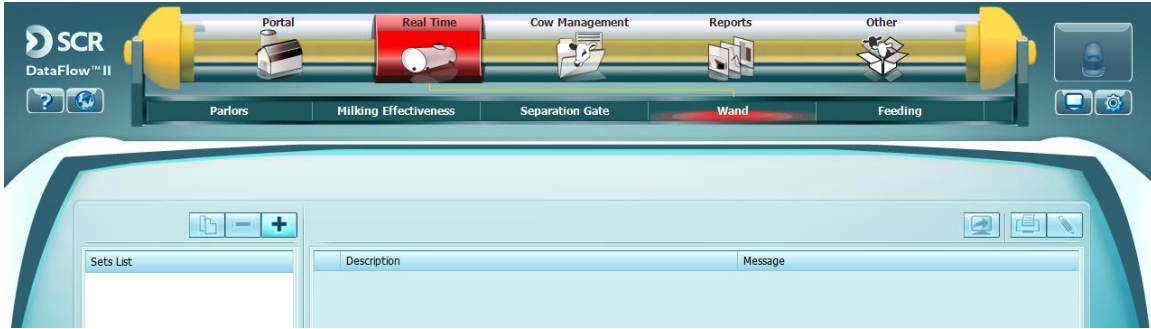 Portal
Real Time
Cow Management
Reports
Other
SCR
DataFlow™II
Parlors
Milking Effectiveness
Separation Gate
Wand
Feeding
Sets List
Description
Message